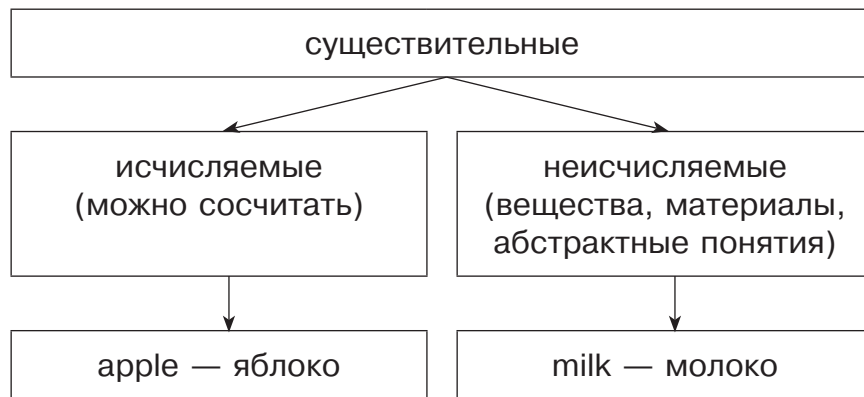 существительные
исчисляемые
(можно сосчитать)
неисчисляемые
(вещества, материалы,
абстрактные понятия)
apple — яблоко
milk — молоко